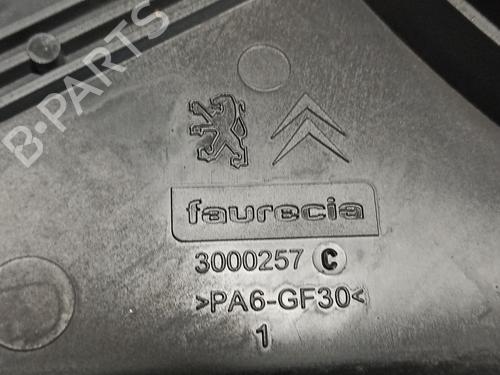 B-PARTS
faurecia
3000257 C
>PA6-GF30<
1